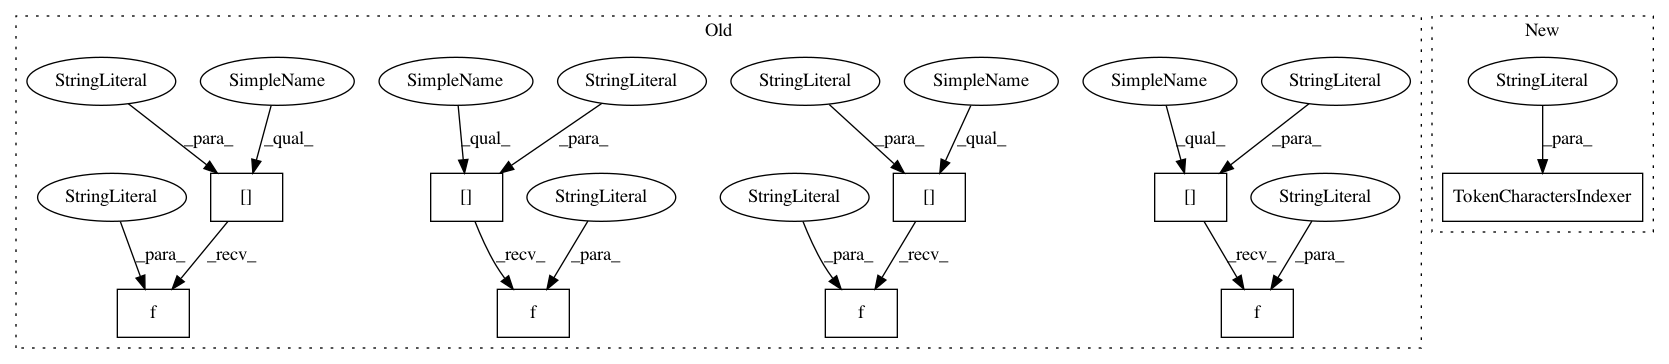 Old
New
StringLiteral SimpleName SimpleName StringLiteral StringLiteral SimpleName SimpleName StringLiteral StringLiteral
_para_ _qual_ _qual_ _para_ _para_ _qual_ _qual_ _para_ _para_
StringLiteral [] [] StringLiteral StringLiteral [] [] StringLiteral TokenCharactersIndexer
_para_ _recv_ _recv_ _para_ _para_ _recv_ _recv_ _para_
f f f f